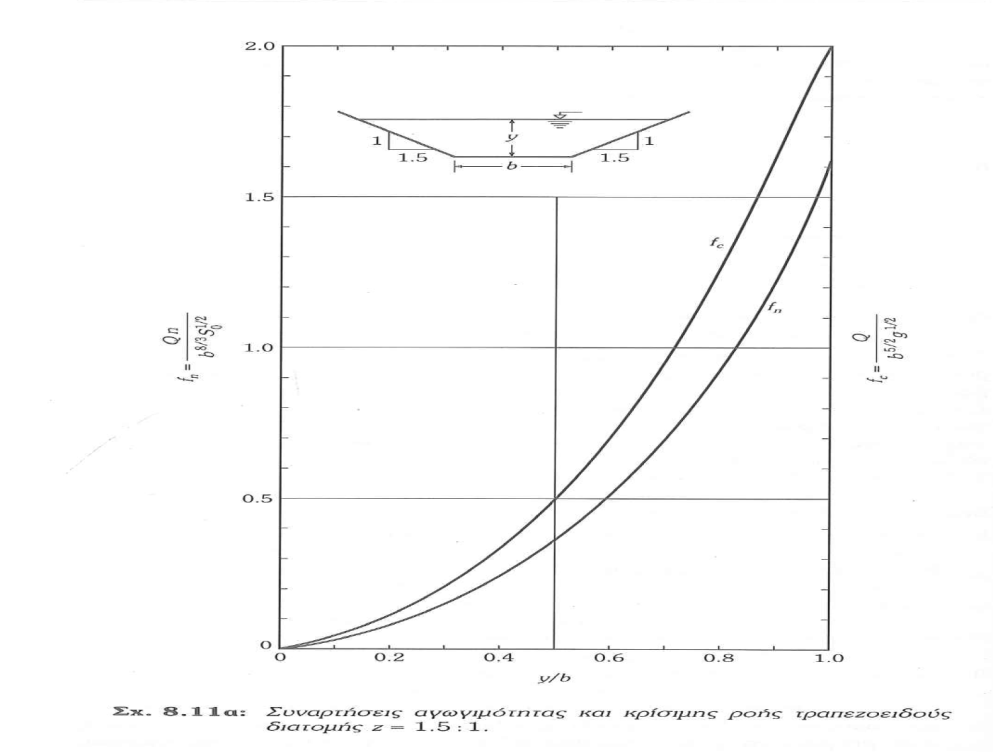 2.0
1
y
1
1.5
b
1.5
1.5
f_c
f_n
f_n = Qn / b^{8/3} S_0^{1/2}
1.0
f_c = Q / b^{5/2} g^{1/2}
0.5
0
0 0.2 0.4 0.6 0.8 1.0
y/b
Σχ. 8.11α: Συναρτήσεις αγωγιμότητας και κρίσιμης ροής τραπεζοειδούς
διατομής z = 1.5 : 1.